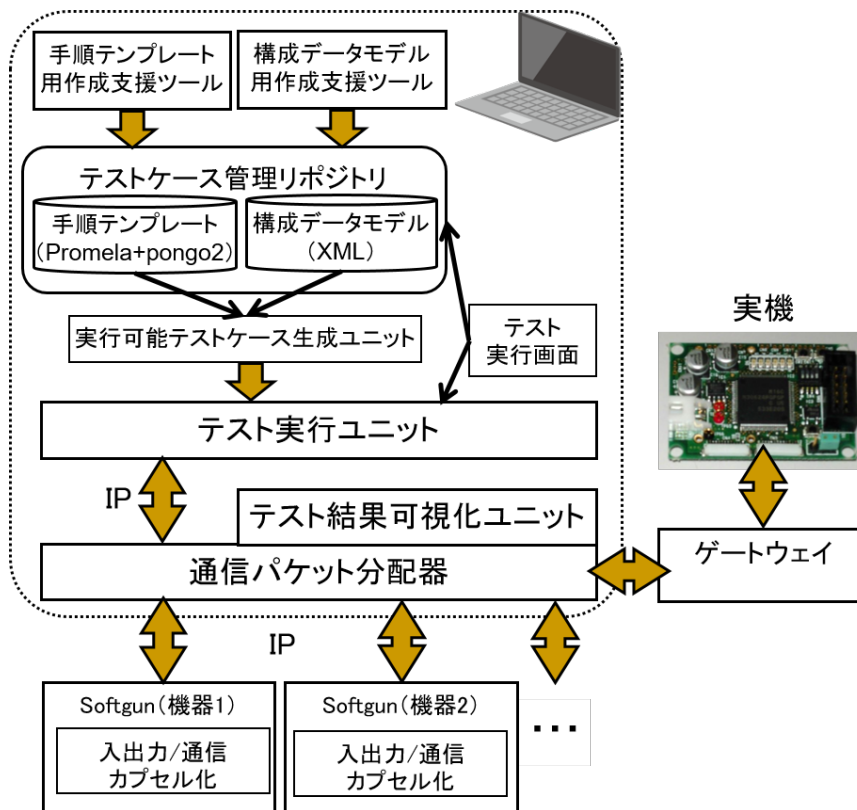 手順テンプレート
用作成支援ツール
構成データモデル
用作成支援ツール
テストケース管理リポジトリ
手順テンプレート
(Promela+pongo2)
構成データモデル
(XML)
実行可能テストケース生成ユニット
テスト
実行画面
実機
テスト実行ユニット
IP
テスト結果可視化ユニット
通信パケット分配器
ゲートウェイ
IP
Softgun(機器1)
入出力/通信
カプセル化
Softgun(機器2)
入出力/通信
カプセル化
...